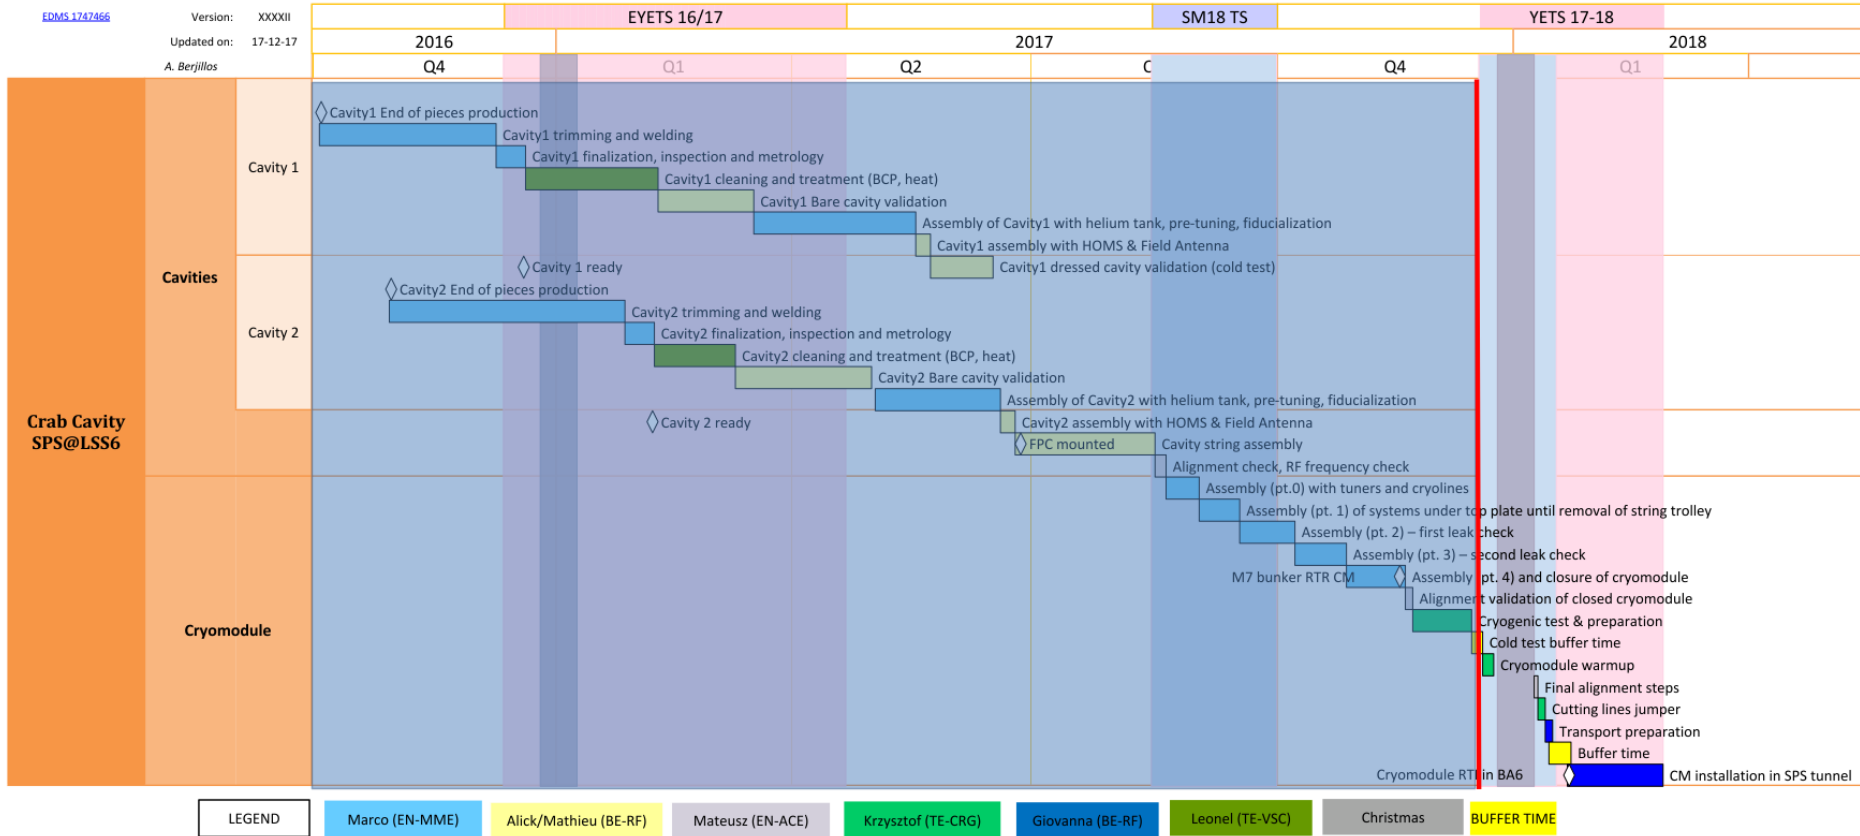 EDMS 1747466
Version: XXXXII
EYETS 16/17
SM18 TS
YETS 17-18
Updated on: 17-12-17
2016
2017
2018
A. Berjillos
Q4
Q1
Q2
Q4
Q1
Crab Cavity
SPS@LSS6
Cavities
Cavity 1
Cavity1 End of pieces production
Cavity1 trimming and welding
Cavity1 finalization, inspection and metrology
Cavity1 cleaning and treatment (BCP, heat)
Cavity1 Bare cavity validation
Assembly of Cavity1 with helium tank, pre-tuning, fiducialization
Cavity1 assembly with HOMS & Field Antenna
Cavity 1 ready
Cavity1 dressed cavity validation (cold test)
Cavity 2
Cavity2 End of pieces production
Cavity2 trimming and welding
Cavity2 finalization, inspection and metrology
Cavity2 cleaning and treatment (BCP, heat)
Cavity2 Bare cavity validation
Assembly of Cavity2 with helium tank, pre-tuning, fiducialization
Cavity 2 ready
Cavity2 assembly with HOMS & Field Antenna
FPC mounted
Cavity string assembly
Alignment check, RF frequency check
Cryomodule
Assembly (pt.0) with tuners and cryolines
Assembly (pt. 1) of systems under top plate until removal of string trolley
Assembly (pt. 2) – first leak check
Assembly (pt. 3) – second leak check
M7 bunker RTR CM
Assembly (pt. 4) and closure of cryomodule
Alignment validation of closed cryomodule
Cryogenic test & preparation
Cold test buffer time
Cryomodule warmup
Final alignment steps
Cutting lines jumper
Transport preparation
Buffer time
Cryomodule in BA6
CM installation in SPS tunnel
LEGEND
Marco (EN-MME)
Alick/Mathieu (BE-RF)
Mateusz (EN-ACE)
Krzysztof (TE-CRG)
Giovanna (BE-RF)
Leonel (TE-VSC)
Christmas
BUFFER TIME